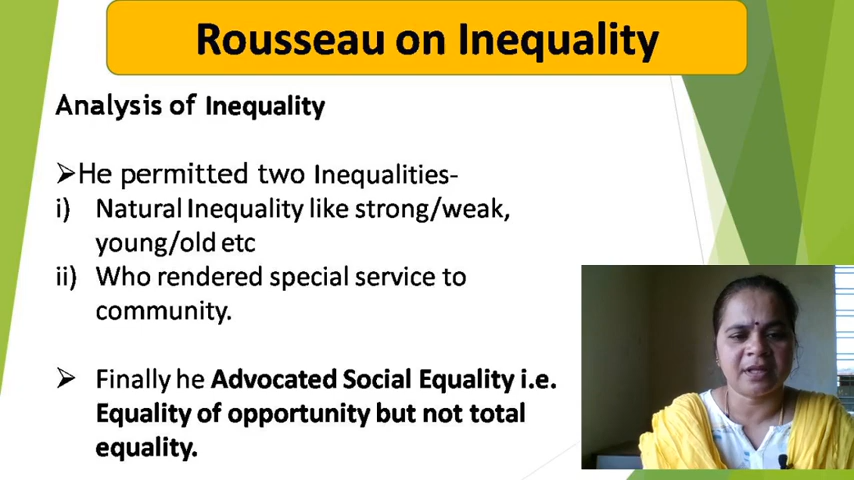 Rousseau on Inequality
Analysis of Inequality
➢He permitted two Inequalities-
i) Natural Inequality like strong/weak,
young/old etc
ii) Who rendered special service to
community.
➢ Finally he Advocated Social Equality i.e.
Equality of opportunity but not total
equality.